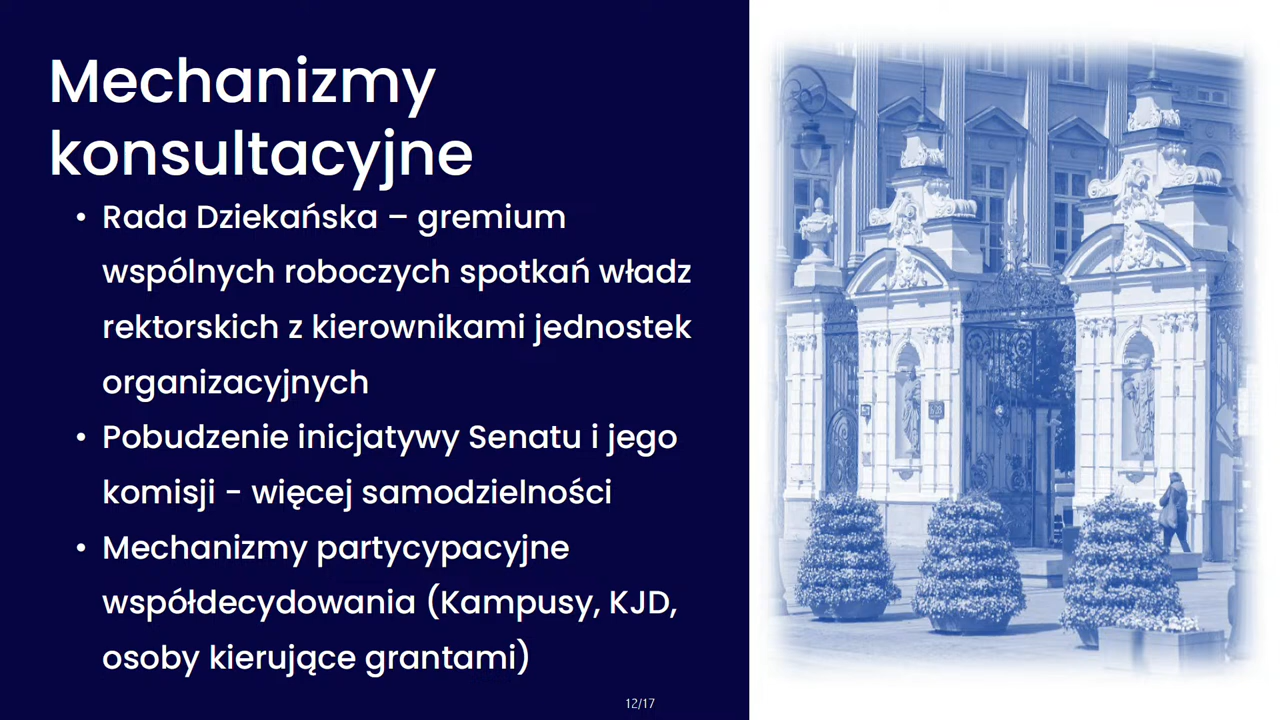 Mechanizmy
konsultacyjne
• Rada Dziekańska – gremium
wspólnych roboczych spotkań władz
rektorskich z kierownikami jednostek
organizacyjnych
• Pobudzenie inicjatywy Senatu i jego
komisji - więcej samodzielności
• Mechanizmy partycypacyjne
współdecydowania (Kampusy, KJD,
osoby kierujące grantami)
12/17